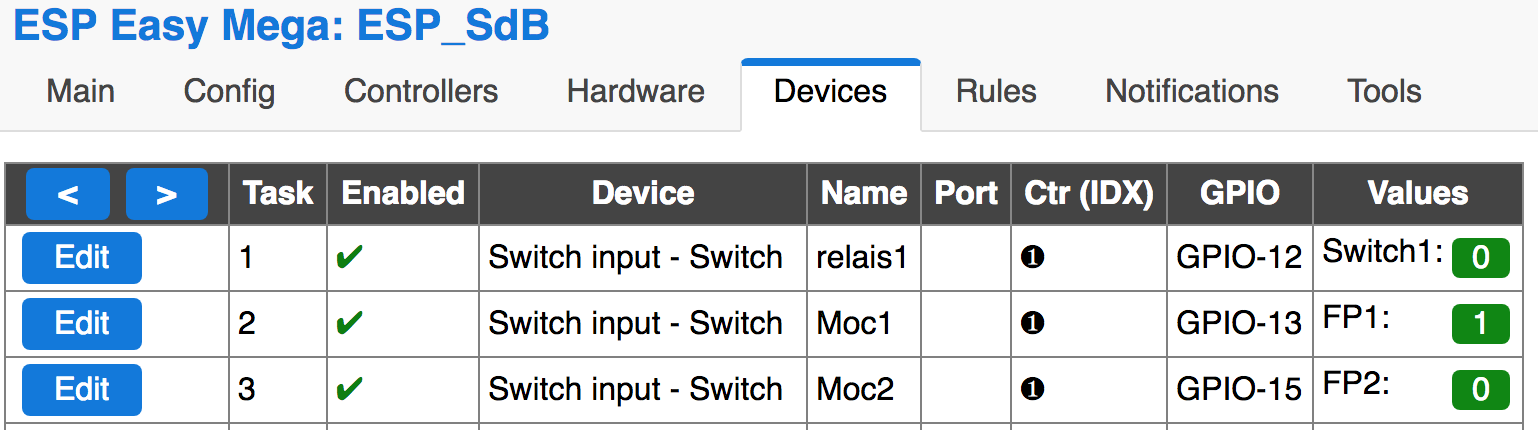 ESP Easy Mega: ESP_SdB
Main Config Controllers Hardware Devices Rules Notifications Tools
< > Task Enabled Device Name Port Ctr (IDX) GPIO Values
Edit 1 ✔ Switch input - Switch relais1 ❶ GPIO-12 Switch1: 0
Edit 2 ✔ Switch input - Switch Moc1 ❶ GPIO-13 FP1: 1
Edit 3 ✔ Switch input - Switch Moc2 ❶ GPIO-15 FP2: 0